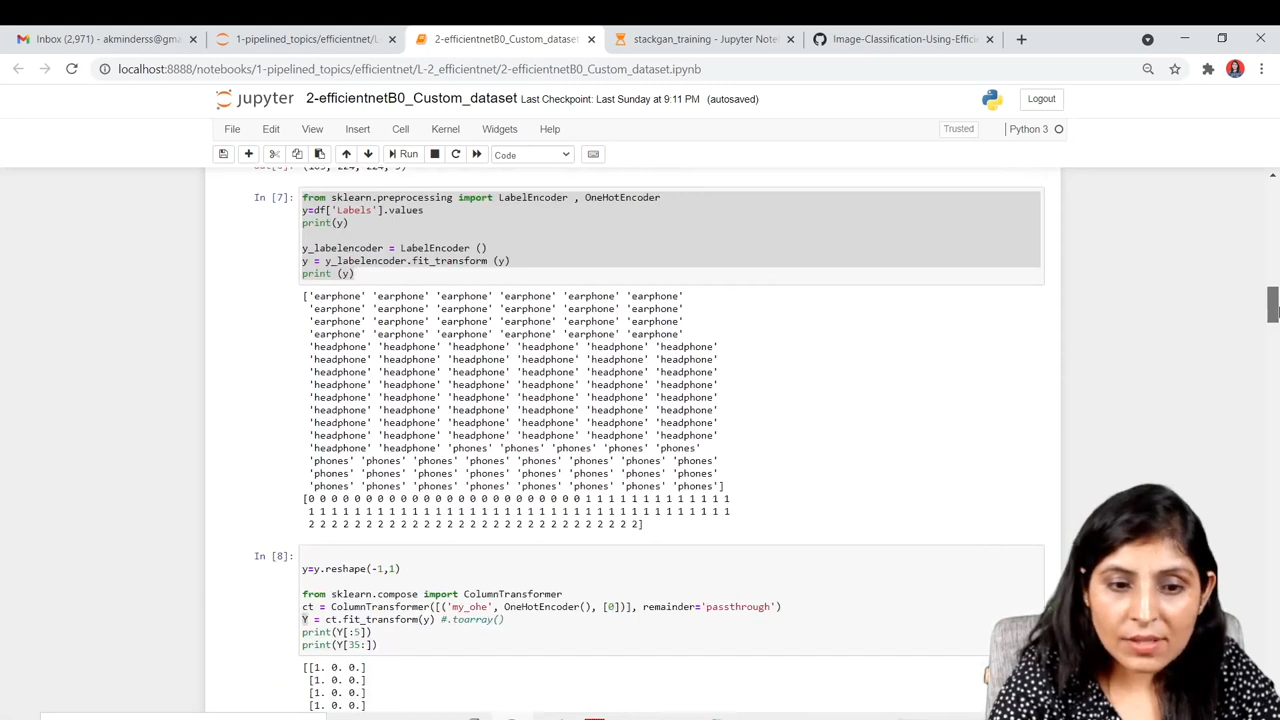 Inbox (2,971) - akminderss@gma
1-pipelined_topics/efficientnet/L-
2-efficientnetB0_Custom_dataset
stackgan_training - Jupyter Note
Image-Classification-Using-Efficie
localhost:8888/notebooks/1-pipelined_topics/efficientnet/L-2_efficientnet/2-efficientnetB0_Custom_dataset.ipynb
jupyter 2-efficientnetB0_Custom_dataset Last Checkpoint: Last Sunday at 9:11 PM (autosaved)
Logout
File Edit View Insert Cell Kernel Widgets Help
Trusted
Python 3
Run
Code
In [7]:
from sklearn.preprocessing import LabelEncoder , OneHotEncoder
y=df['Labels'].values
print(y)
y_labelencoder = LabelEncoder ()
y = y_labelencoder.fit_transform (y)
print (y)
['earphone' 'earphone' 'earphone' 'earphone' 'earphone' 'earphone'
'earphone' 'earphone' 'earphone' 'earphone' 'earphone' 'earphone'
'earphone' 'earphone' 'earphone' 'earphone' 'earphone' 'earphone'
'earphone' 'earphone' 'earphone' 'earphone' 'earphone' 'earphone'
'headphone' 'headphone' 'headphone' 'headphone' 'headphone' 'headphone'
'headphone' 'headphone' 'headphone' 'headphone' 'headphone' 'headphone'
'headphone' 'headphone' 'headphone' 'headphone' 'headphone' 'headphone'
'headphone' 'headphone' 'headphone' 'headphone' 'headphone' 'headphone'
'headphone' 'headphone' 'headphone' 'headphone' 'headphone' 'headphone'
'headphone' 'headphone' 'headphone' 'headphone' 'headphone' 'headphone'
'headphone' 'headphone' 'headphone' 'headphone' 'headphone' 'headphone'
'headphone' 'headphone' 'headphone' 'headphone' 'headphone' 'headphone'
'headphone' 'headphone' 'phones' 'phones' 'phones' 'phones'
'phones' 'phones' 'phones' 'phones' 'phones' 'phones' 'phones'
'phones' 'phones' 'phones' 'phones' 'phones' 'phones' 'phones'
'phones' 'phones' 'phones' 'phones' 'phones' 'phones' 'phones']
[0 0 0 0 0 0 0 0 0 0 0 0 0 0 0 0 0 0 0 0 0 0 0 0 1 1 1 1 1 1 1 1 1 1 1 1 1
1 1 1 1 1 1 1 1 1 1 1 1 1 1 1 1 1 1 1 1 1 1 1 1 1 1 1 1 1 1 1 1 1 1 1 1 1
2 2 2 2 2 2 2 2 2 2 2 2 2 2 2 2 2 2 2 2 2 2 2 2 2 2 2 2 2]
In [8]:
y=y.reshape(-1,1)
from sklearn.compose import ColumnTransformer
ct = ColumnTransformer([('my_ohe', OneHotEncoder(), [0])], remainder='passthrough')
Y = ct.fit_transform(y) #.toarray()
print(Y[:5])
print(Y[35:])
[[1. 0. 0.]
[1. 0. 0.]
[1. 0. 0.]
[1. 0. 0.]